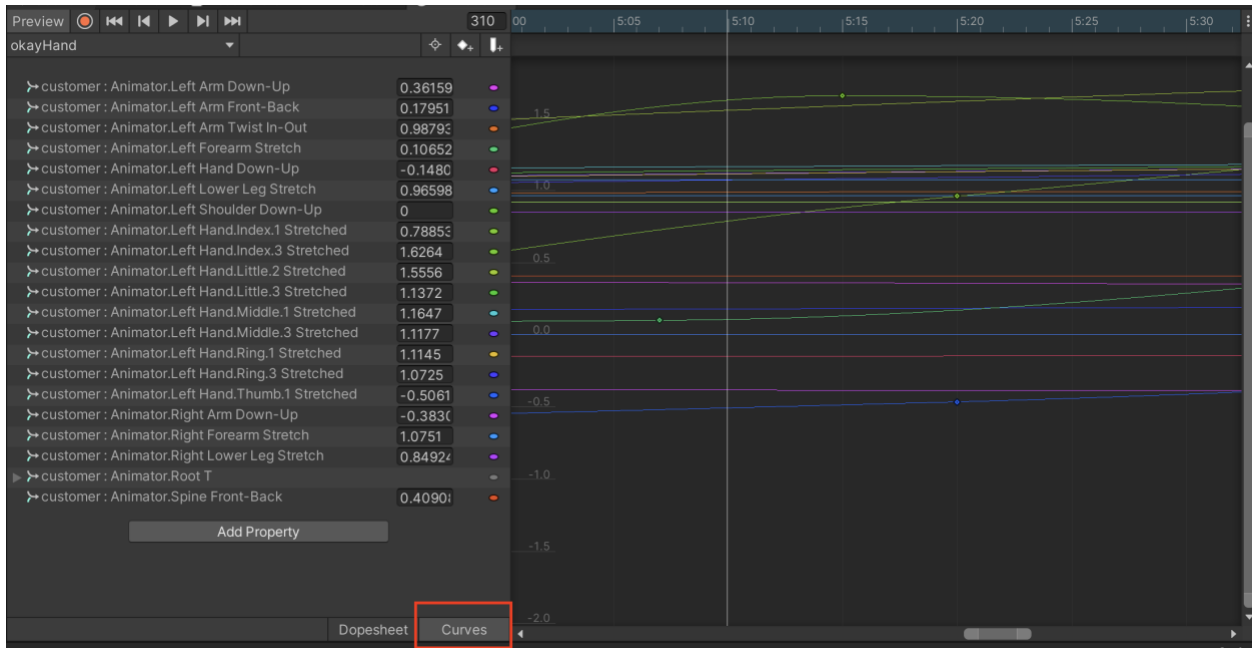 Preview 310 00 5:05 5:10 5:15 5:20 5:25 5:30
okayHand
customer : Animator.Left Arm Down-Up 0.36159
customer : Animator.Left Arm Front-Back 0.17951
customer : Animator.Left Arm Twist In-Out 0.98793
customer : Animator.Left Forearm Stretch 0.10652
customer : Animator.Left Hand Down-Up -0.1480
customer : Animator.Left Lower Leg Stretch 0.96598
customer : Animator.Left Shoulder Down-Up 0
customer : Animator.Left Hand.Index.1 Stretched 0.78853
customer : Animator.Left Hand.Index.3 Stretched 1.6264
customer : Animator.Left Hand.Little.2 Stretched 1.5556
customer : Animator.Left Hand.Little.3 Stretched 1.1372
customer : Animator.Left Hand.Middle.1 Stretched 1.1647
customer : Animator.Left Hand.Middle.3 Stretched 1.1177
customer : Animator.Left Hand.Ring.1 Stretched 1.1145
customer : Animator.Left Hand.Ring.3 Stretched 1.0725
customer : Animator.Left Hand.Thumb.1 Stretched -0.5061
customer : Animator.Right Arm Down-Up
customer : Animator.Right Forearm Stretch 1.0751
customer : Animator.Right Lower Leg Stretch
customer : Animator.Root T
customer : Animator.Spine Front-Back
Add Property
Dopesheet Curves
1.5
1.0
0.5
0.0
-0.5
-1.0
-1.5
-2.0